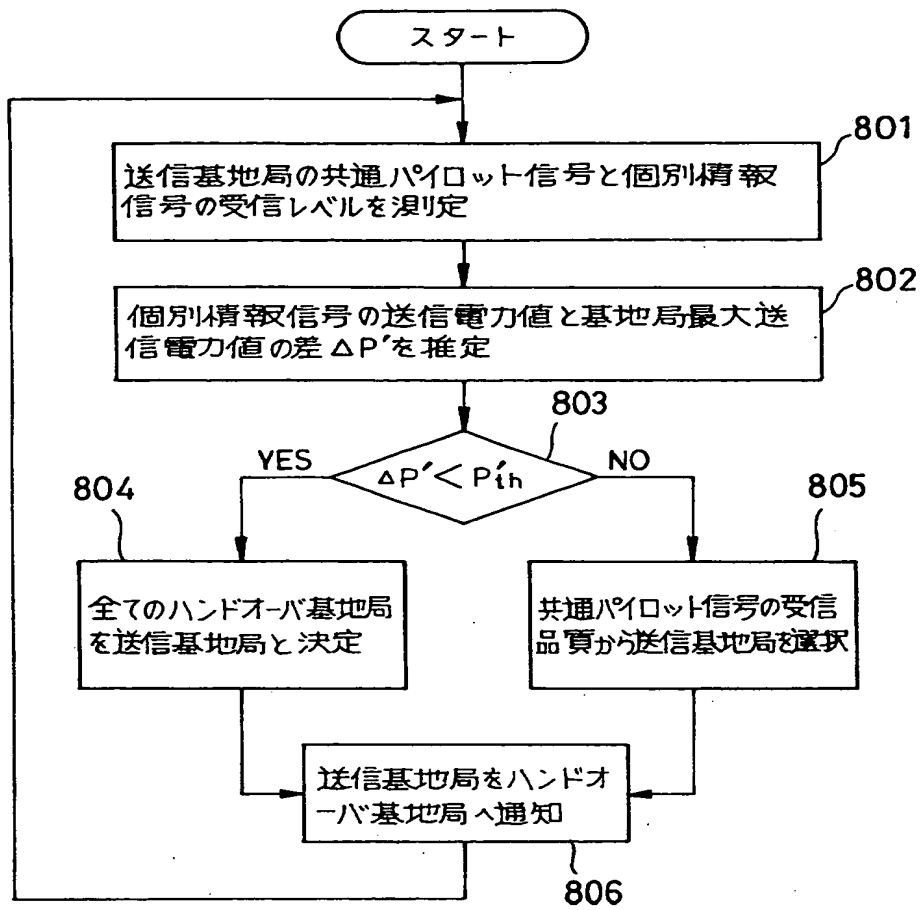 スタート
801
送信基地局の共通パイロット信号と個別情報
信号の受信レベルを測定
802
個別情報信号の送信電力値と基地局最大送
信電力値の差△P'を推定
803
YES
△P'<P'th
NO
804
805
全てのハンドオーバ基地局
を送信基地局と決定
共通パイロット信号の受信
品質から送信基地局を選択
送信基地局をハンドオ
ーバ基地局へ通知
806